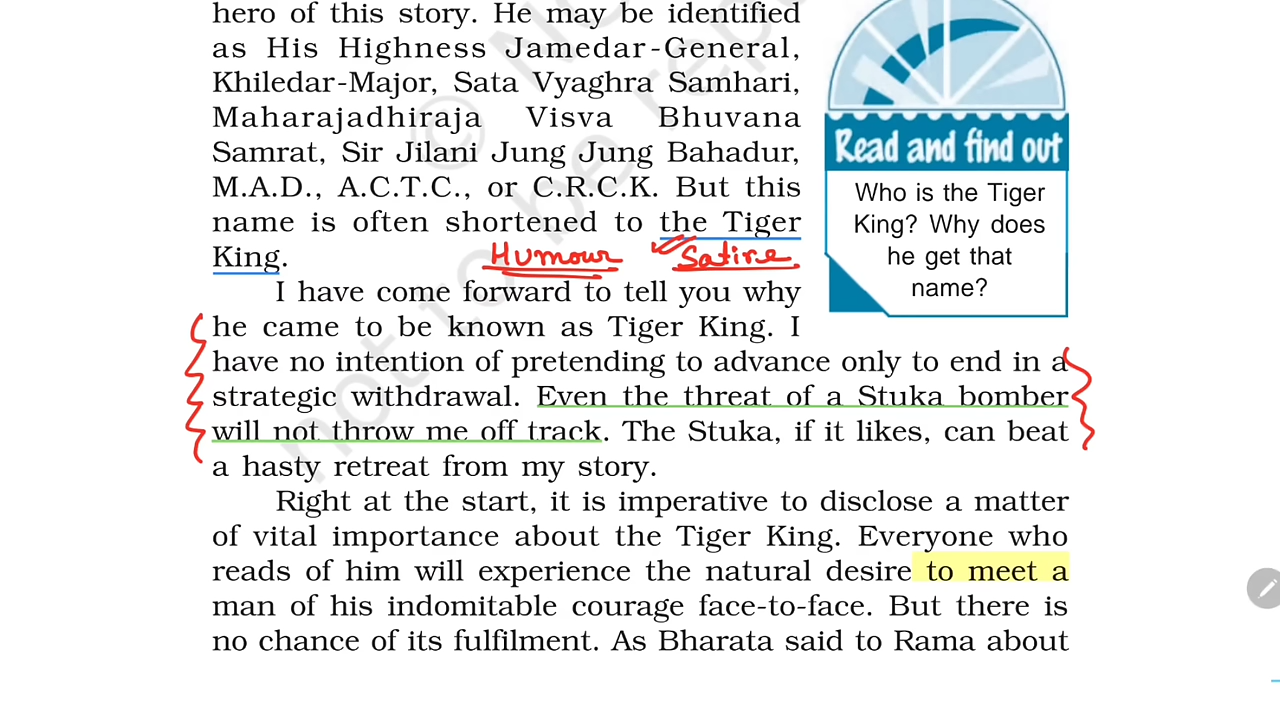 hero of this story. He may be identified
as His Highness Jamedar-General,
Khiledar-Major, Sata Vyaghra Samhari,
Maharajadhiraja Visva Bhuvana
Samrat, Sir Jilani Jung Jung Bahadur,
M.A.D., A.C.T.C., or C.R.C.K. But this
name is often shortened to the Tiger
King.
Humour Satire
I have come forward to tell you why
he came to be known as Tiger King. I
have no intention of pretending to advance only to end in a
strategic withdrawal. Even the threat of a Stuka bomber
will not throw me off track. The Stuka, if it likes, can beat
a hasty retreat from my story.
Right at the start, it is imperative to disclose a matter
of vital importance about the Tiger King. Everyone who
reads of him will experience the natural desire to meet a
man of his indomitable courage face-to-face. But there is
no chance of its fulfilment. As Bharata said to Rama about
Read and find out
Who is the Tiger
King? Why does
he get that
name?
not to be rep
©